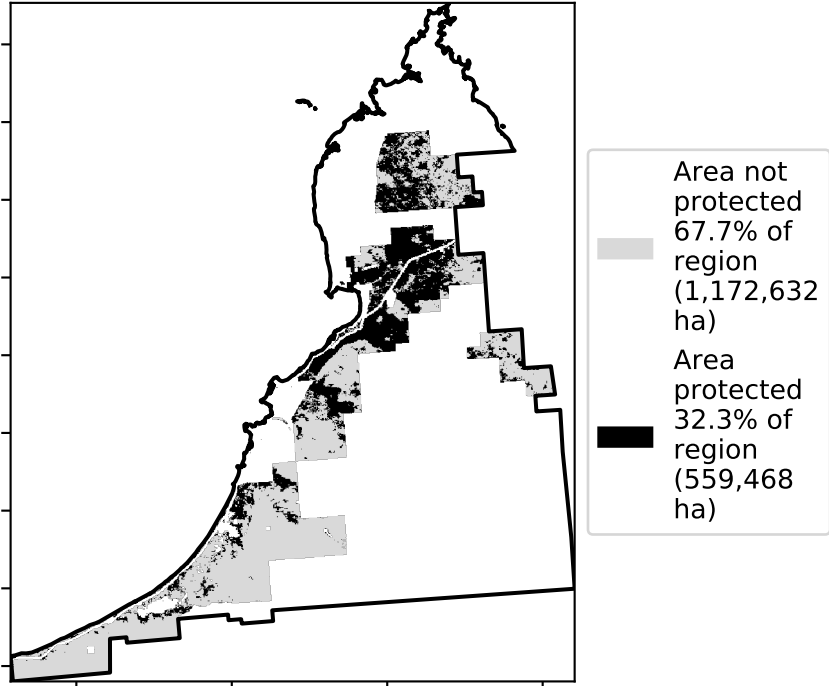 Area not
protected
67.7% of
region
(1,172,632
ha)
Area
protected
32.3% of
region
(559,468
ha)